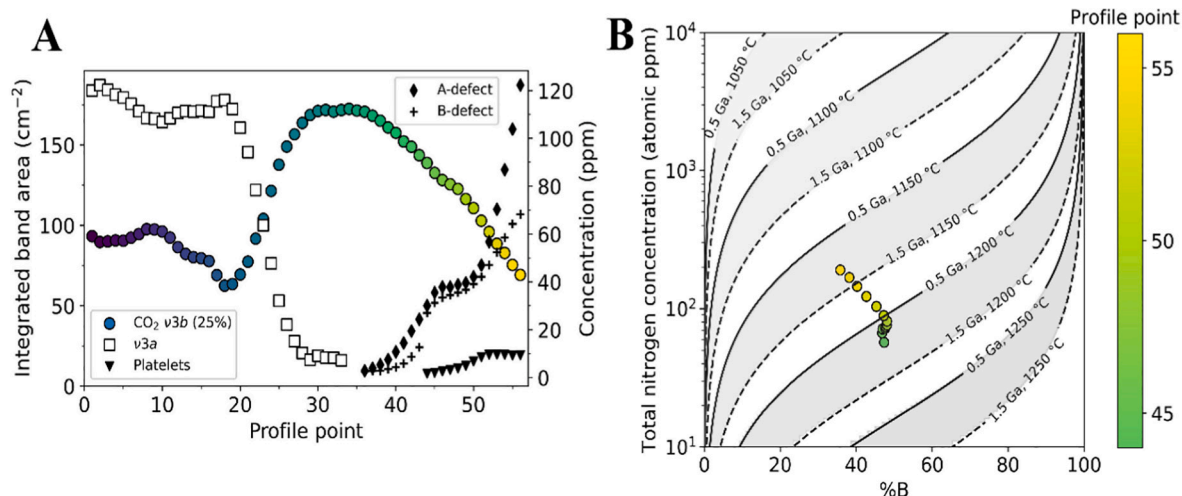 A
Integrated band area (cm⁻²)
150
100
50
0
0
10
20
30
40
50
Profile point
120
100
80
60
40
20
0
Concentration (ppm)
A-defect
B-defect
CO₂ ν3b (25%)
ν3a
Platelets
B
Total nitrogen concentration (atomic ppm)
10⁴
10³
10²
10¹
0
20
40
60
80
100
%B
0.5 Ga, 1050 °C
1.5 Ga, 1050 °C
0.5 Ga, 1100 °C
1.5 Ga, 1100 °C
0.5 Ga, 1150 °C
1.5 Ga, 1150 °C
0.5 Ga, 1200 °C
1.5 Ga, 1200 °C
0.5 Ga, 1250 °C
1.5 Ga, 1250 °C
Profile point
55
50
45